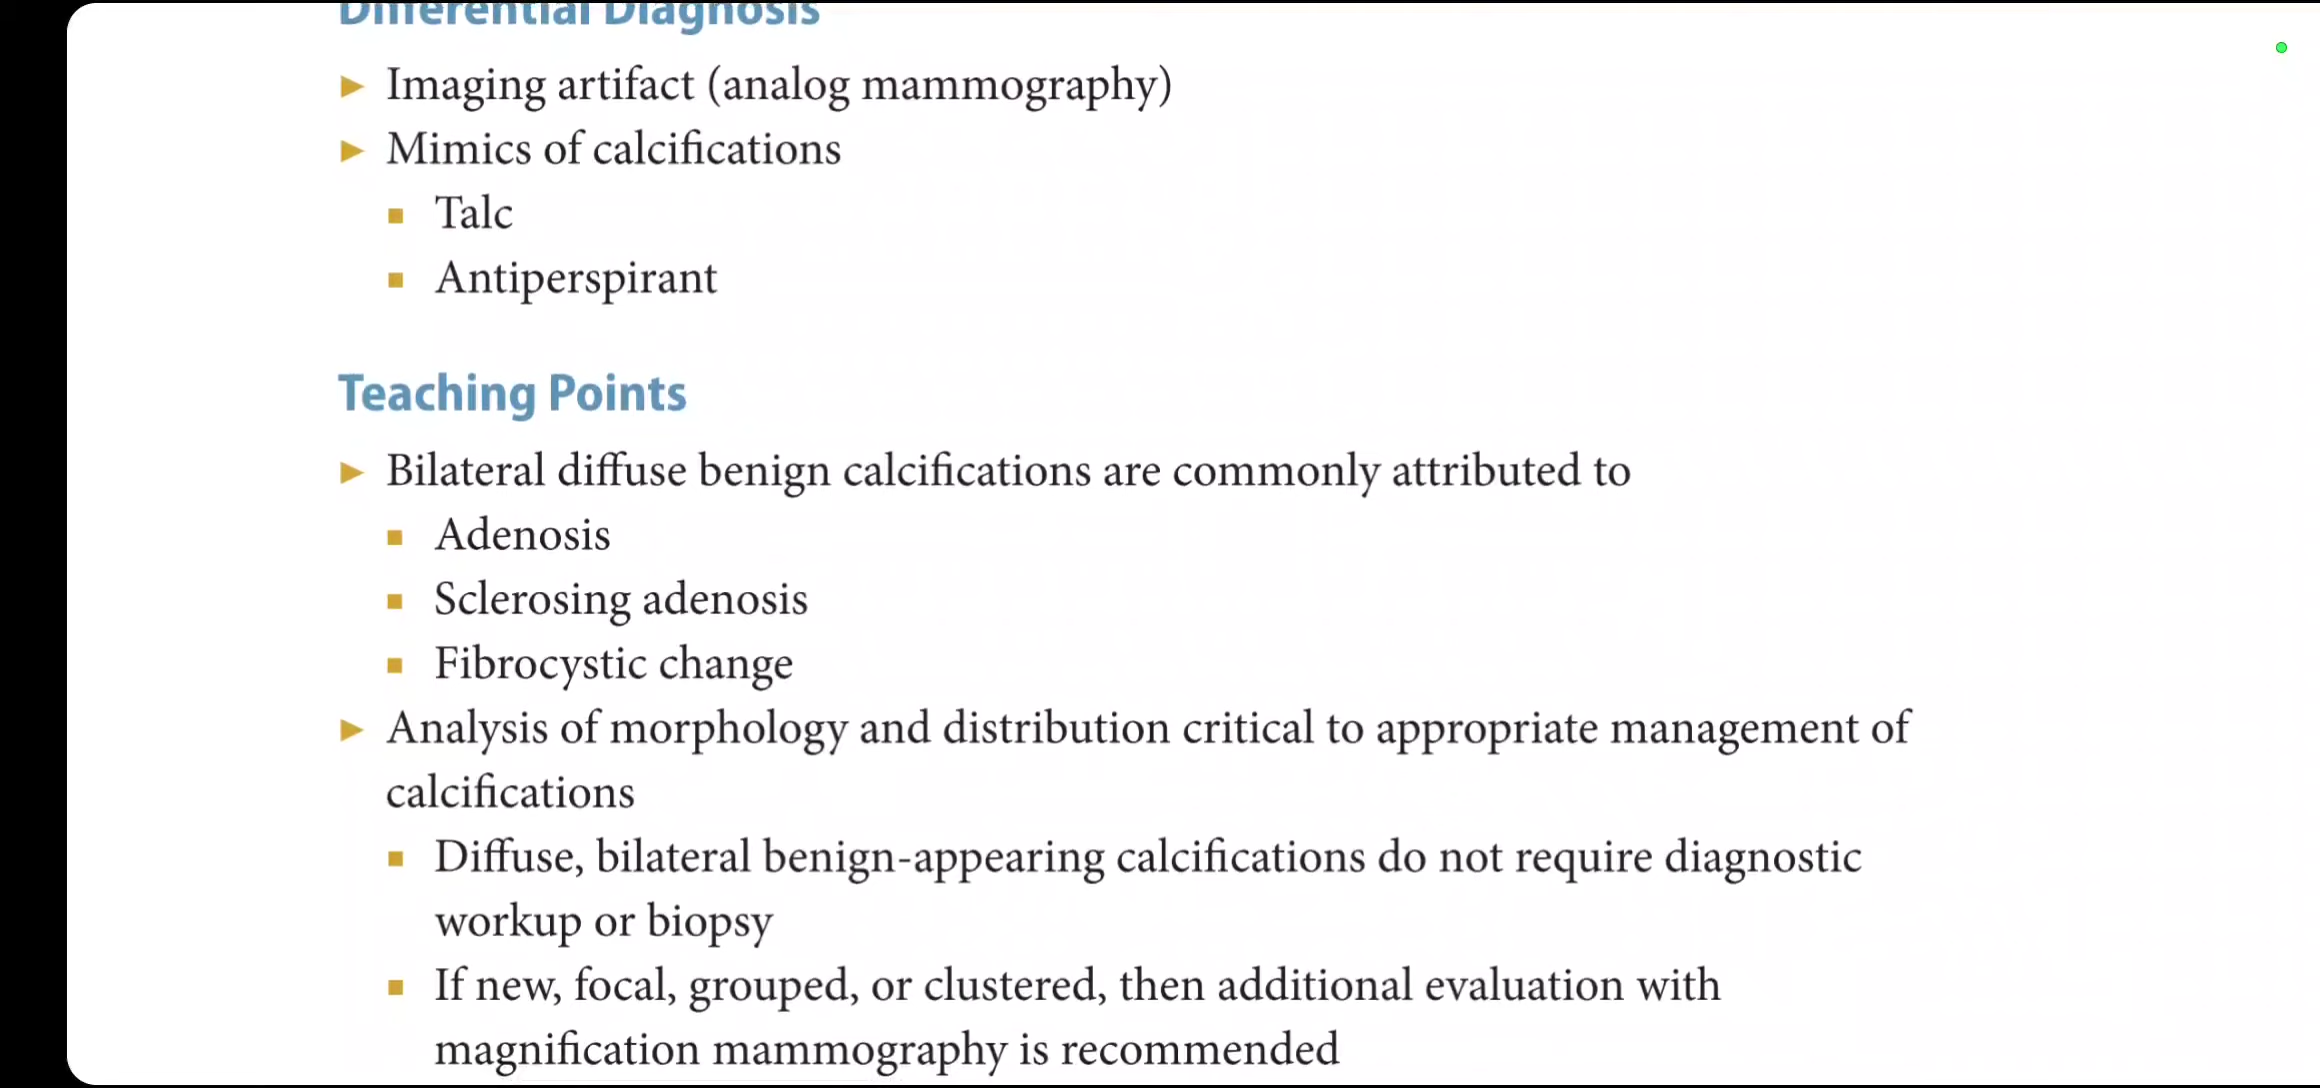 Differential Diagnosis
► Imaging artifact (analog mammography)
► Mimics of calcifications
■ Talc
■ Antiperspirant
Teaching Points
► Bilateral diffuse benign calcifications are commonly attributed to
■ Adenosis
■ Sclerosing adenosis
■ Fibrocystic change
► Analysis of morphology and distribution critical to appropriate management of
calcifications
■ Diffuse, bilateral benign-appearing calcifications do not require diagnostic
workup or biopsy
■ If new, focal, grouped, or clustered, then additional evaluation with
magnification mammography is recommended